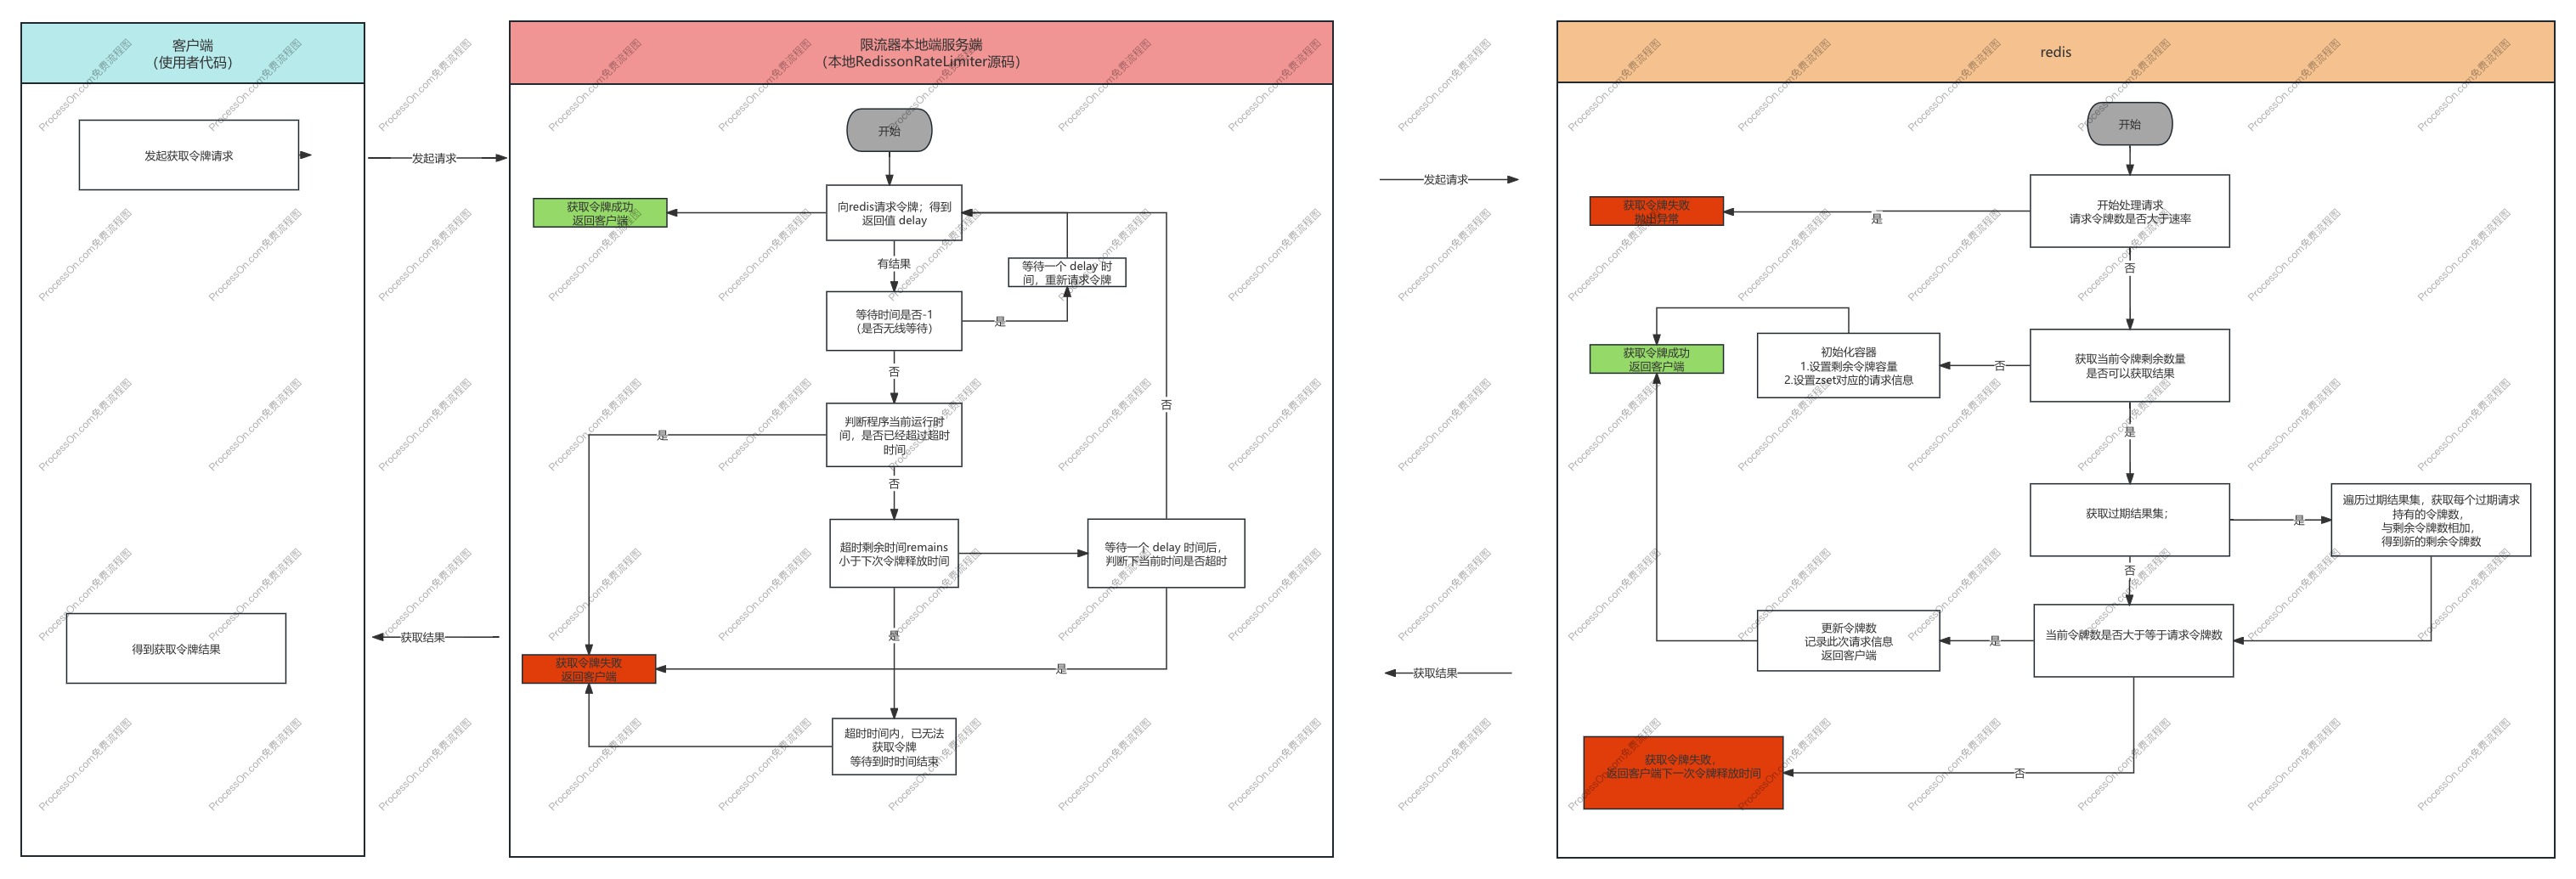 客户端
（使用者代码）
发起获取令牌请求
得到获取令牌结果
发起请求
获取结果
限流器本地端服务端
（本地RedissonRateLimiter源码）
开始
向redis请求令牌；得到
返回值 delay
获取令牌成功
返回客户端
有结果
等待一个 delay 时
间，重新请求令牌
等待时间是否-1
（是否无线等待）
是
否
判断程序当前运行时
间，是否已经超过超时
时间
是
否
否
超时剩余时间remains
小于下次令牌释放时间
等待一个 delay 时间后，
判断下当前时间是否超时
是
获取令牌失败
返回客户端
是
超时时间内，已无法
获取令牌
等待到时时间结束
发起请求
获取结果
redis
开始
开始处理请求
请求令牌数是否大于速率
是
获取令牌失败
抛出异常
否
获取当前令牌剩余数量
是否可以获取结果
否
初始化容器
1.设置剩余令牌容量
2.设置zset对应的请求信息
获取令牌成功
返回客户端
是
获取过期结果集；
是
遍历过期结果集，获取每个过期请求
持有的令牌数，
与剩余令牌数相加，
得到新的剩余令牌数
否
当前令牌数是否大于等于请求令牌数
是
更新令牌数
记录此次请求信息
返回客户端
否
获取令牌失败，
返回客户端下一次令牌释放时间
ProcessOn.com免费流程图